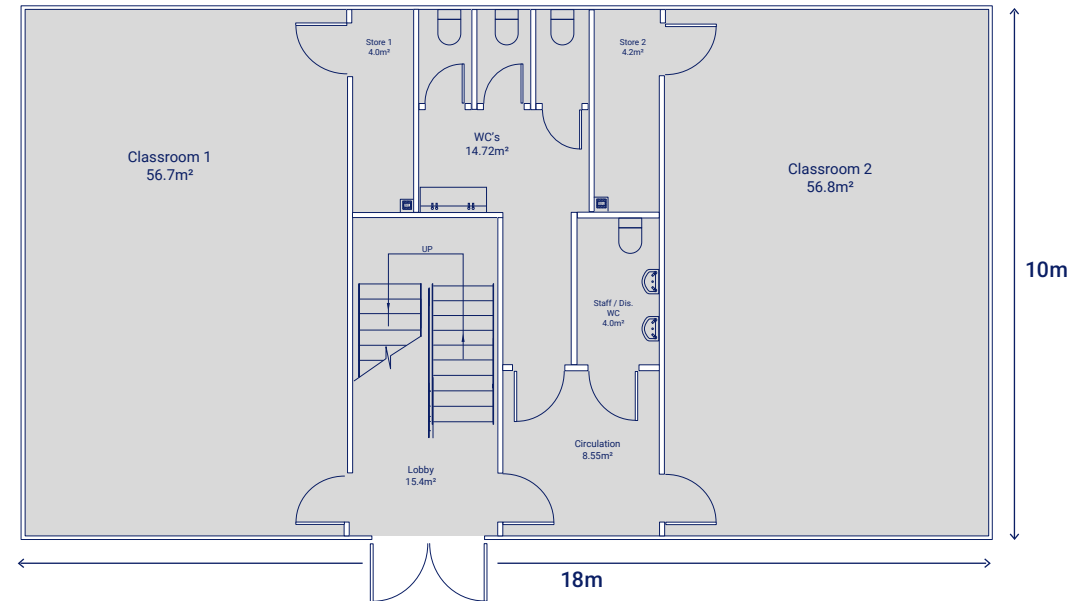 Store 1
4.0m²
Store 2
4.2m²
WC's
14.72m²
Classroom 1
56.7m²
Classroom 2
56.8m²
UP
10m
Staff / Dis.
WC
4.0m²
Circulation
8.55m²
Lobby
15.4m²
18m